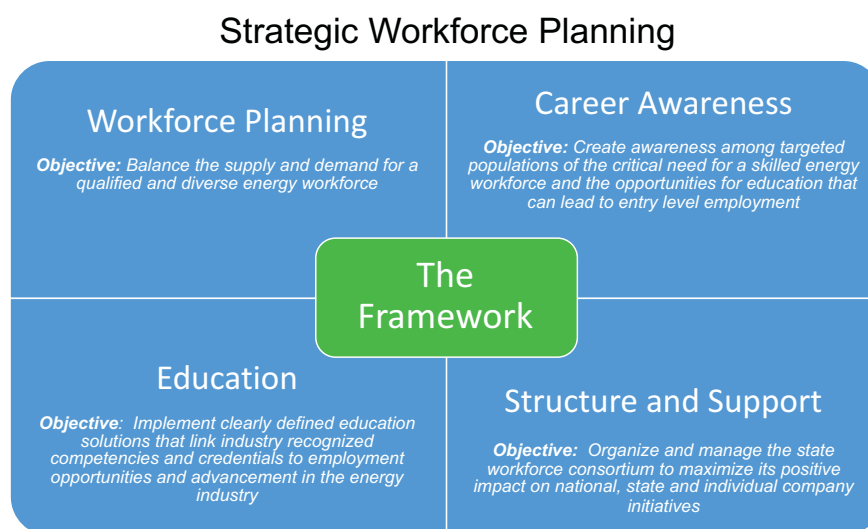 Strategic Workforce Planning
Workforce Planning
Objective: Balance the supply and demand for a
qualified and diverse energy workforce
Career Awareness
Objective: Create awareness among targeted
populations of the critical need for a skilled energy
workforce and the opportunities for education that
can lead to entry level employment
The
Framework
Education
Objective: Implement clearly defined education
solutions that link industry recognized
competencies and credentials to employment
opportunities and advancement in the energy
industry
Structure and Support
Objective: Organize and manage the state
workforce consortium to maximize its positive
impact on national, state and individual company
initiatives